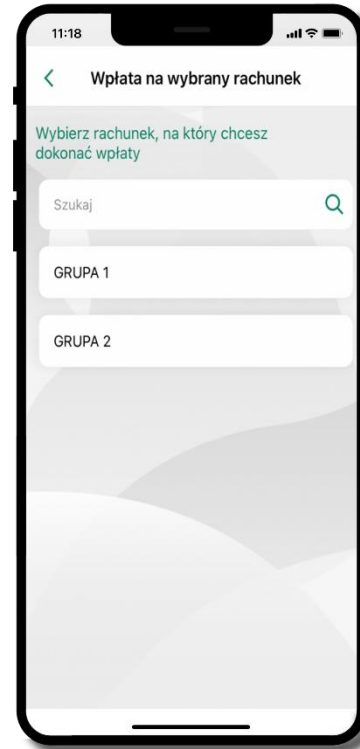 11:18
Wpłata na wybrany rachunek
Wybierz rachunek, na który chcesz
dokonać wpłaty
Szukaj
GRUPA 1
GRUPA 2